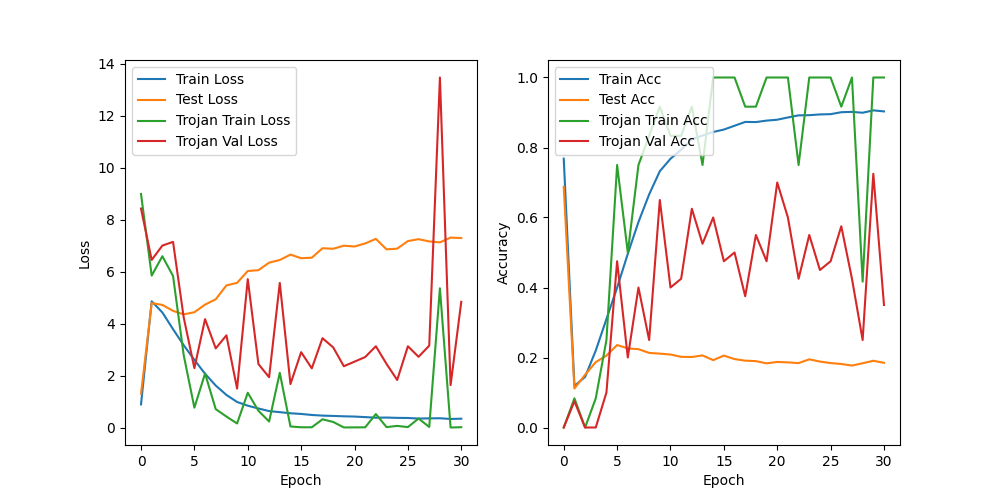 14
12
10
8
6
4
2
0
Loss
0 5 10 15 20 25 30
Epoch
Train Loss
Test Loss
Trojan Train Loss
Trojan Val Loss
1.0
0.8
0.6
0.4
0.2
0.0
Accuracy
0 5 10 15 20 25 30
Epoch
Train Acc
Test Acc
Trojan Train Acc
Trojan Val Acc